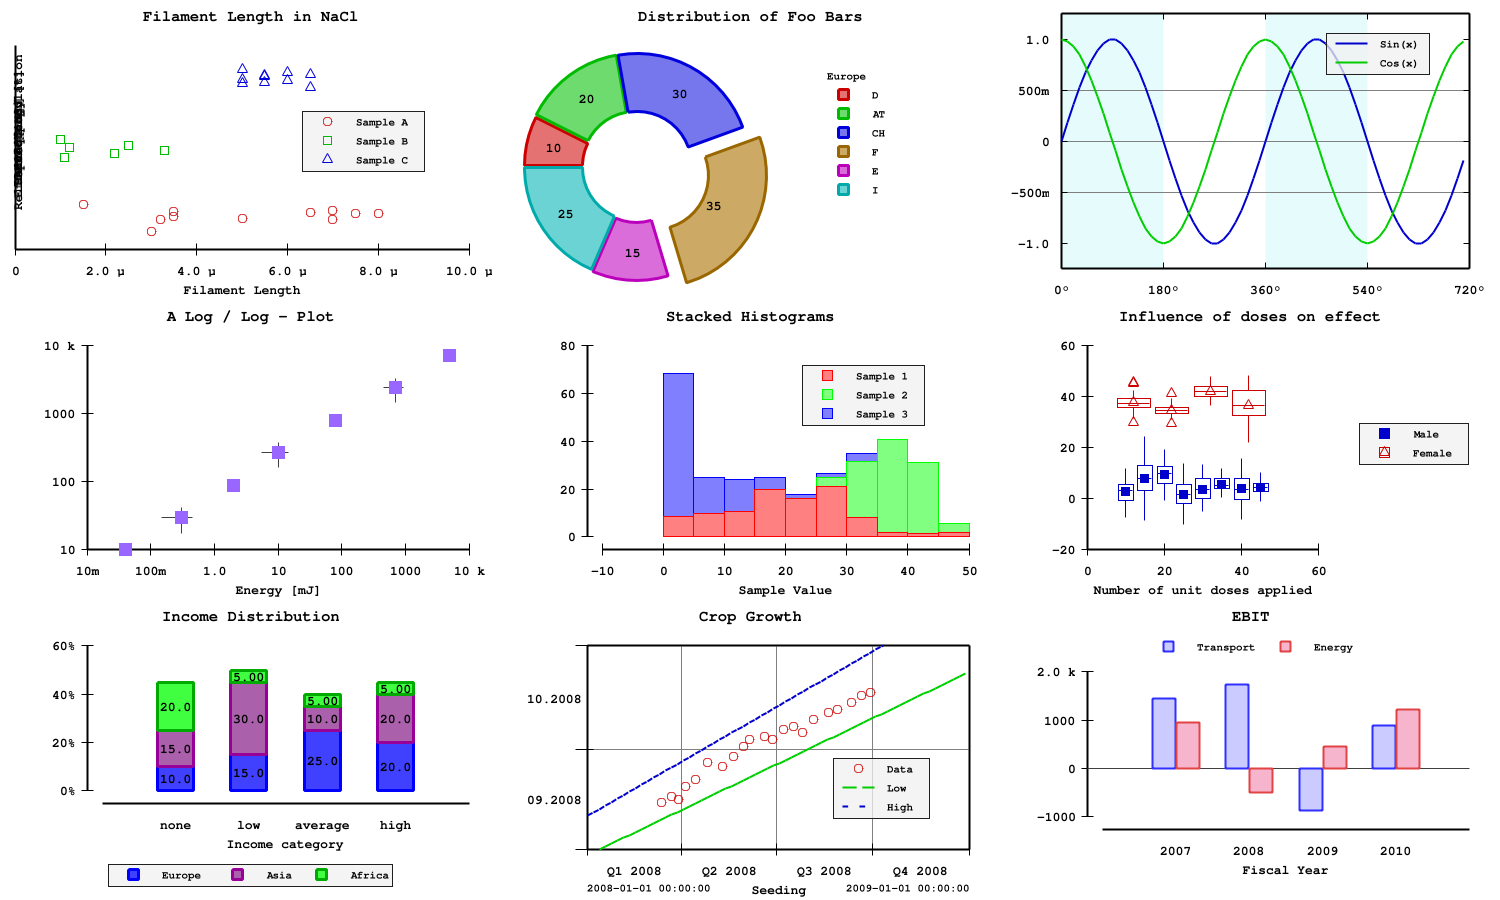 Filament Length in NaCl
Sample A
Sample B
Sample C
0 2.0 µ 4.0 µ 6.0 µ 8.0 µ 10.0 µ
Filament Length
Distribution of Foo Bars
10
20
30
35
15
25
Europe
D
AT
CH
F
E
I
1.0
500m
0
−500m
−1.0
Sin(x)
Cos(x)
0° 180° 360° 540° 720°
A Log / Log − Plot
10 k
1000
100
10
10m 100m 1.0 10 100 1000 10 k
Energy [mJ]
Stacked Histograms
80
60
40
20
0
Sample 1
Sample 2
Sample 3
−10 0 10 20 30 40 50
Sample Value
Influence of doses on effect
60
40
20
0
−20
Male
Female
0 20 40 60
Number of unit doses applied
Income Distribution
60%
40%
20%
0%
20.0
15.0
10.0
5.00
30.0
15.0
5.00
10.0
25.0
5.00
20.0
20.0
none low average high
Income category
Europe Asia Africa
Crop Growth
10.2008
09.2008
Data
Low
High
Q1 2008 Q2 2008 Q3 2008 Q4 2008
2008−01−01 00:00:00 2009−01−01 00:00:00
Seeding
EBIT
Transport Energy
2.0 k
1000
0
−1000
2007 2008 2009 2010
Fiscal Year